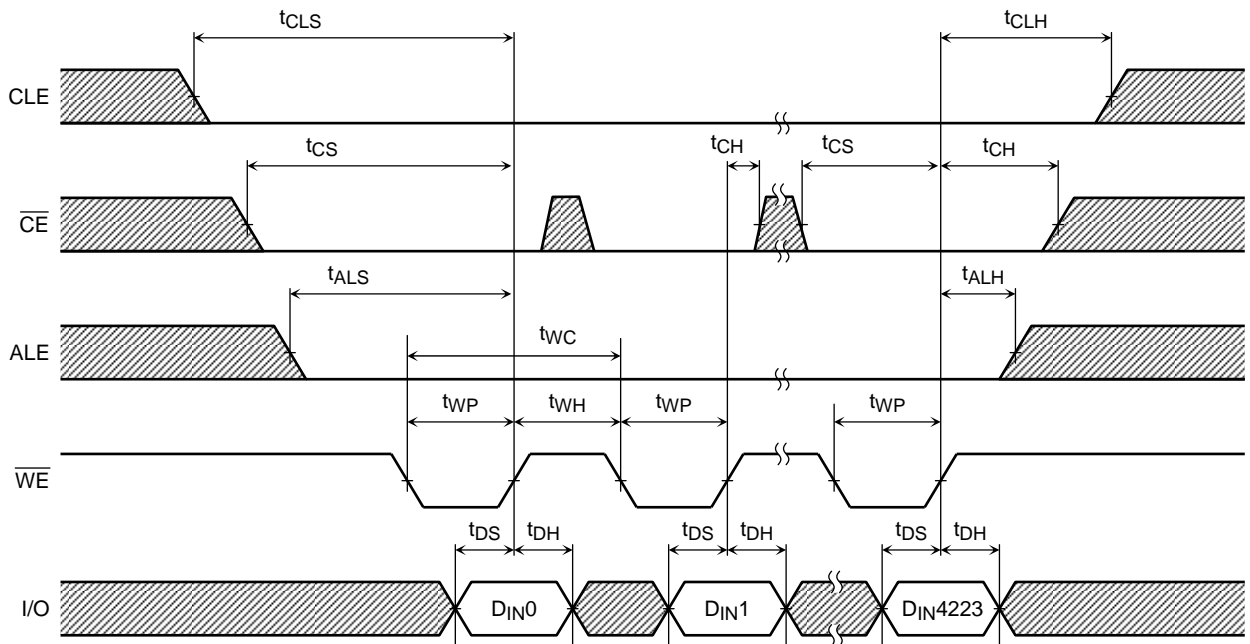 tCLS tCLH
CLE
tCS tCH tCS tCH
CE
tALS tALH
ALE
tWC
tWP tWH tWP tWP
WE
tDS tDH tDS tDH tDS tDH
I/O DIN0 DIN1 DIN4223